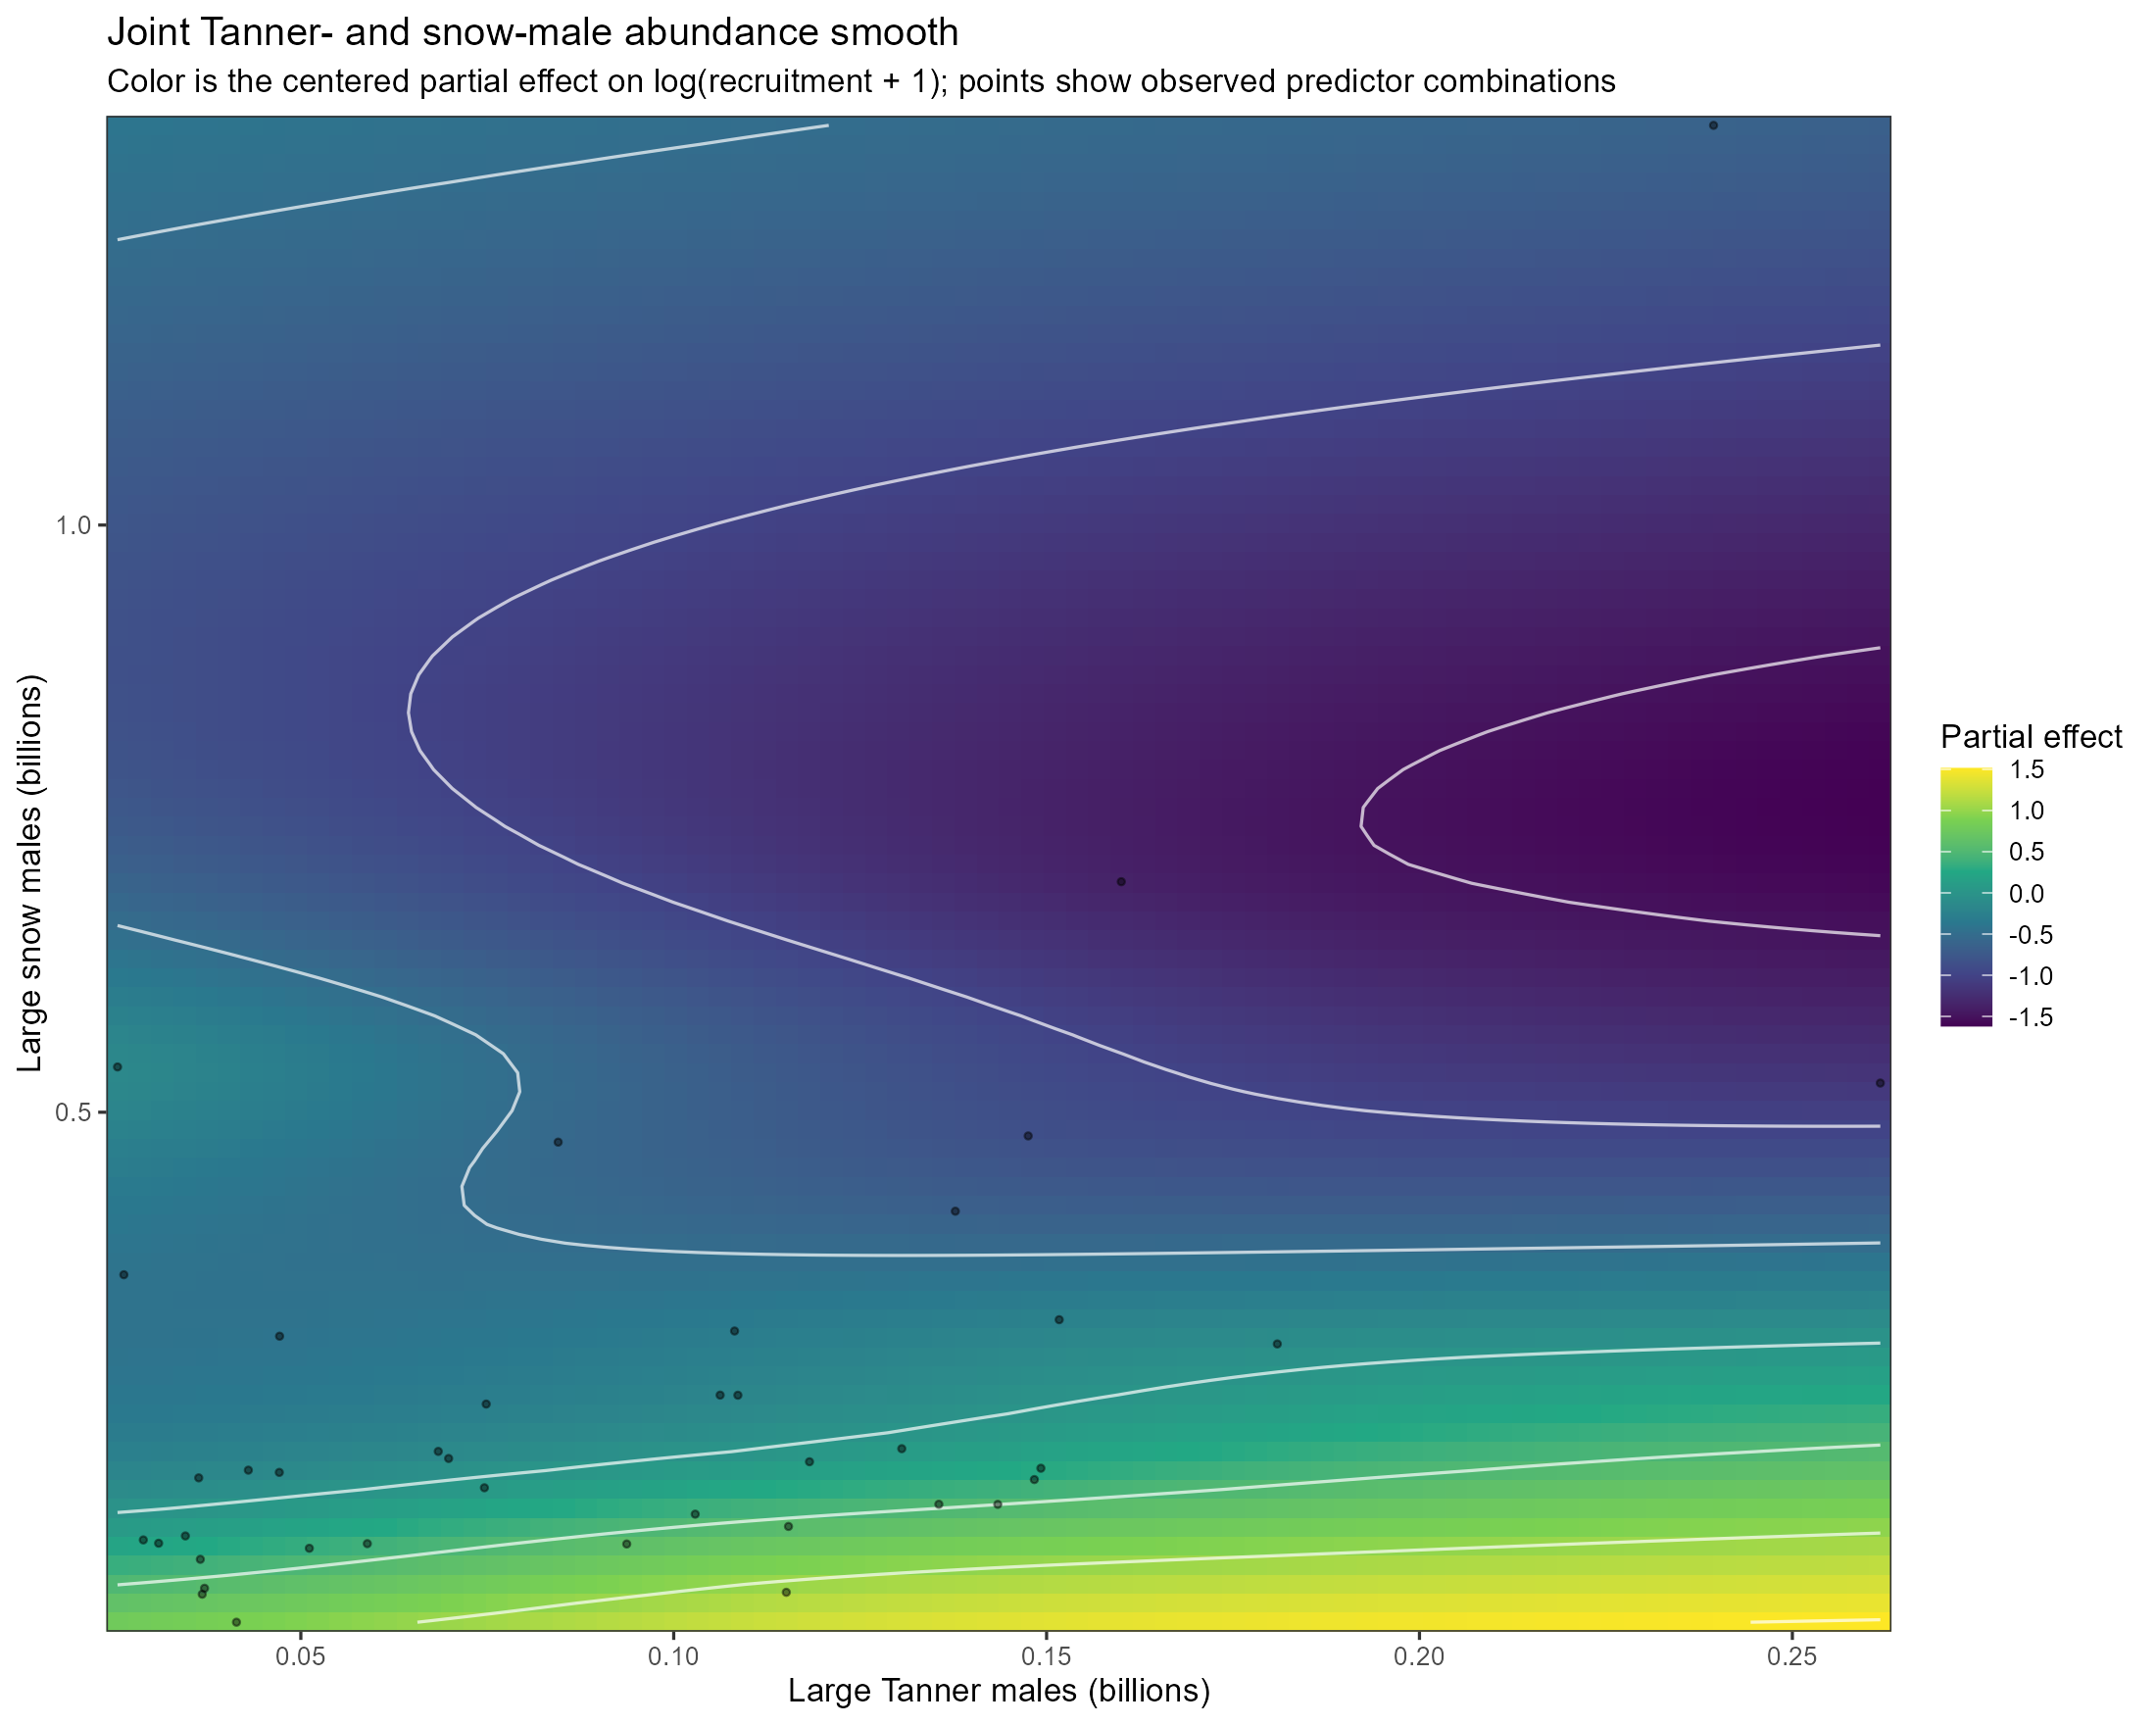 Joint Tanner- and snow-male abundance smooth
Color is the centered partial effect on log(recruitment + 1); points show observed predictor combinations
Large snow males (billions)
1.0
0.5
0.05
0.10
0.15
0.20
0.25
Large Tanner males (billions)
Partial effect
1.5
1.0
0.5
0.0
-0.5
-1.0
-1.5